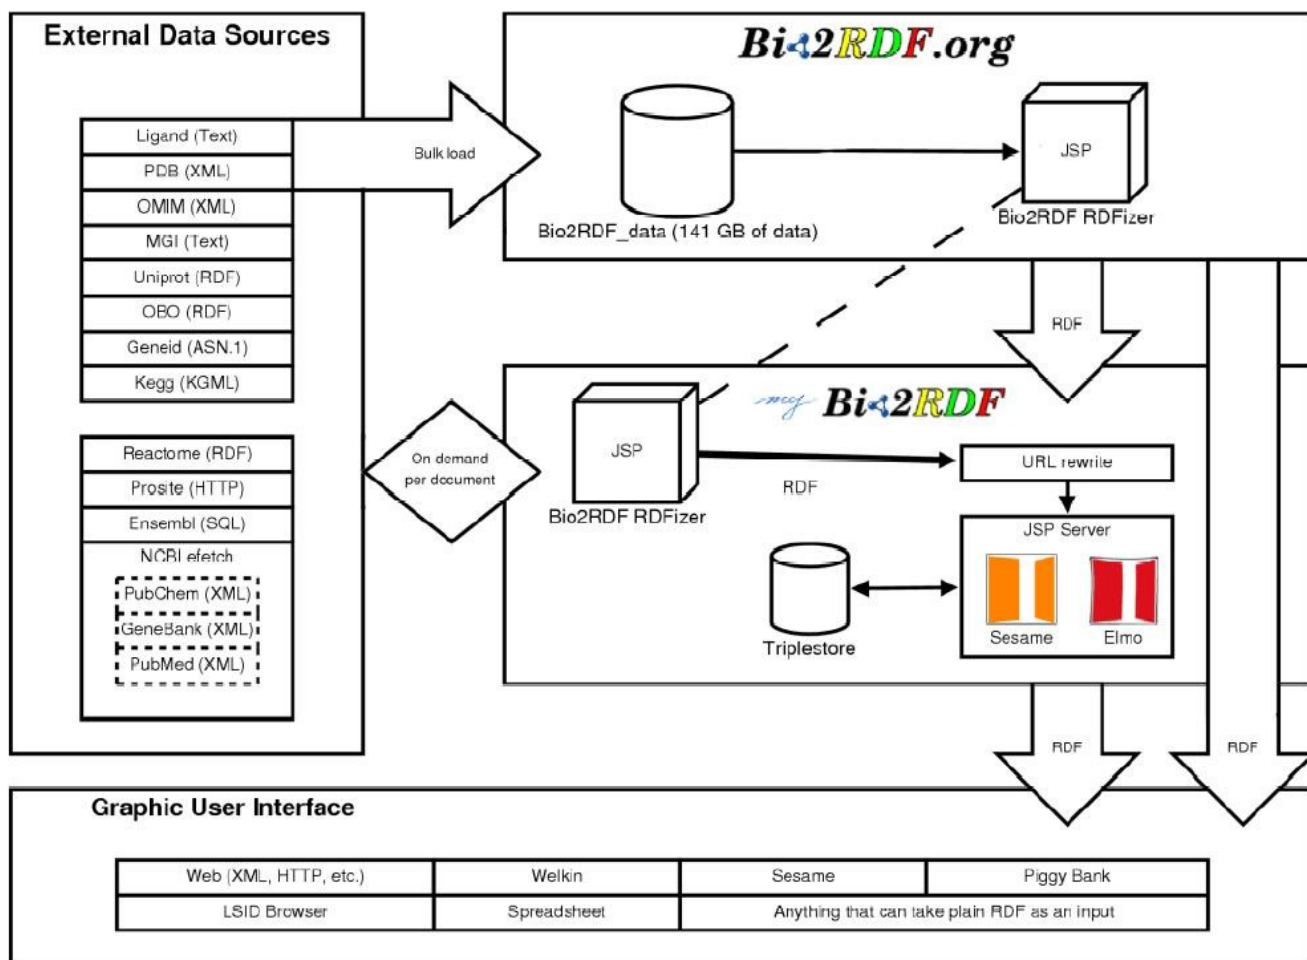 External Data Sources
Ligand (Text)
PDB (XML)
OMIM (XML)
MGI (Text)
Uniprot (RDF)
OBO (RDF)
Geneid (ASN.1)
Kegg (KGML)
Reactome (RDF)
Prosite (HTTP)
Ensembl (SQL)
NCBI efetch
PubChem (XML)
GeneBank (XML)
PubMed (XML)
Bulk load
On demand
per document
Bio2RDF.org
JSP
Bio2RDF_data (141 GB of data)
Bio2RDF RDFizer
RDF
my Bio2RDF
JSP
Bio2RDF RDFizer
RDF
URL rewrite
JSP Server
Sesame
Elmo
Triplestore
RDF
RDF
Graphic User Interface
Web (XML, HTTP, etc.)
Welkin
Sesame
Piggy Bank
LSID Browser
Spreadsheet
Anything that can take plain RDF as an input